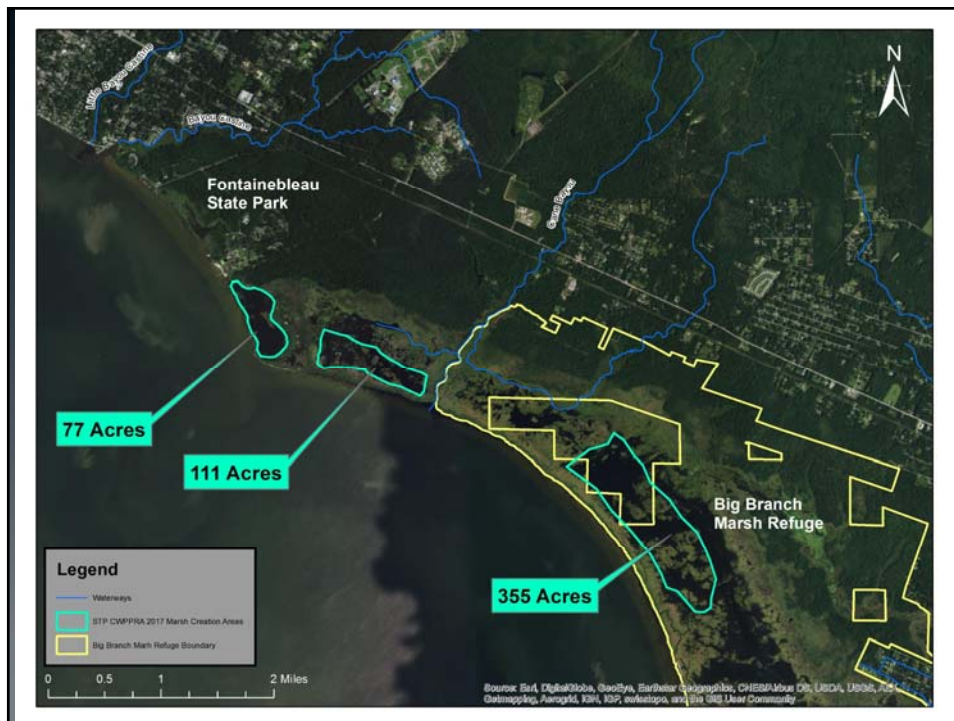 N
Little Bayou Castine
Bayou Castine
Fontainebleau
State Park
Cane Bayou
77 Acres
111 Acres
Big Branch
Marsh Refuge
355 Acres
Legend
Waterways
STP CWPPRA 2017 Marsh Creation Areas
Big Branch Marh Refuge Boundary
0 0.5 1 2 Miles
Source: Esri, DigitalGlobe, GeoEye, Earthstar Geographics, CNES/Airbus DS, USDA, USGS,
Getmapping, Aerogrid, IGN, IGP, swisstopo, and the GIS User Community